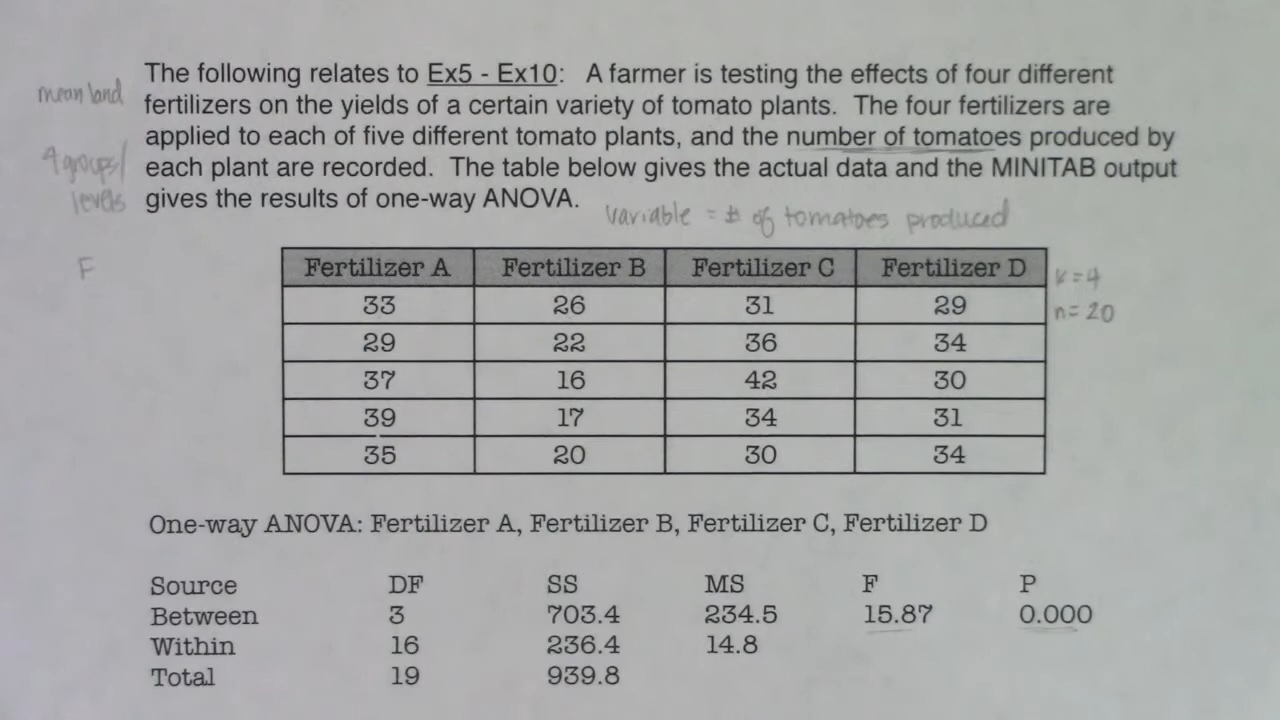 The following relates to Ex5 - Ex10: A farmer is testing the effects of four different
mean land
fertilizers on the yields of a certain variety of tomato plants. The four fertilizers are
applied to each of five different tomato plants, and the number of tomatoes produced by
4 groups/
each plant are recorded. The table below gives the actual data and the MINITAB output
levels
gives the results of one-way ANOVA.
variable = # of tomatoes produced
F
Fertilizer A Fertilizer B Fertilizer C Fertilizer D
k=4
33 26 31 29
n=20
29 22 36 34
37 16 42 30
39 17 34 31
35 20 30 34
One-way ANOVA: Fertilizer A, Fertilizer B, Fertilizer C, Fertilizer D
Source DF SS MS F P
Between 3 703.4 234.5 15.87 0.000
Within 16 236.4 14.8
Total 19 939.8